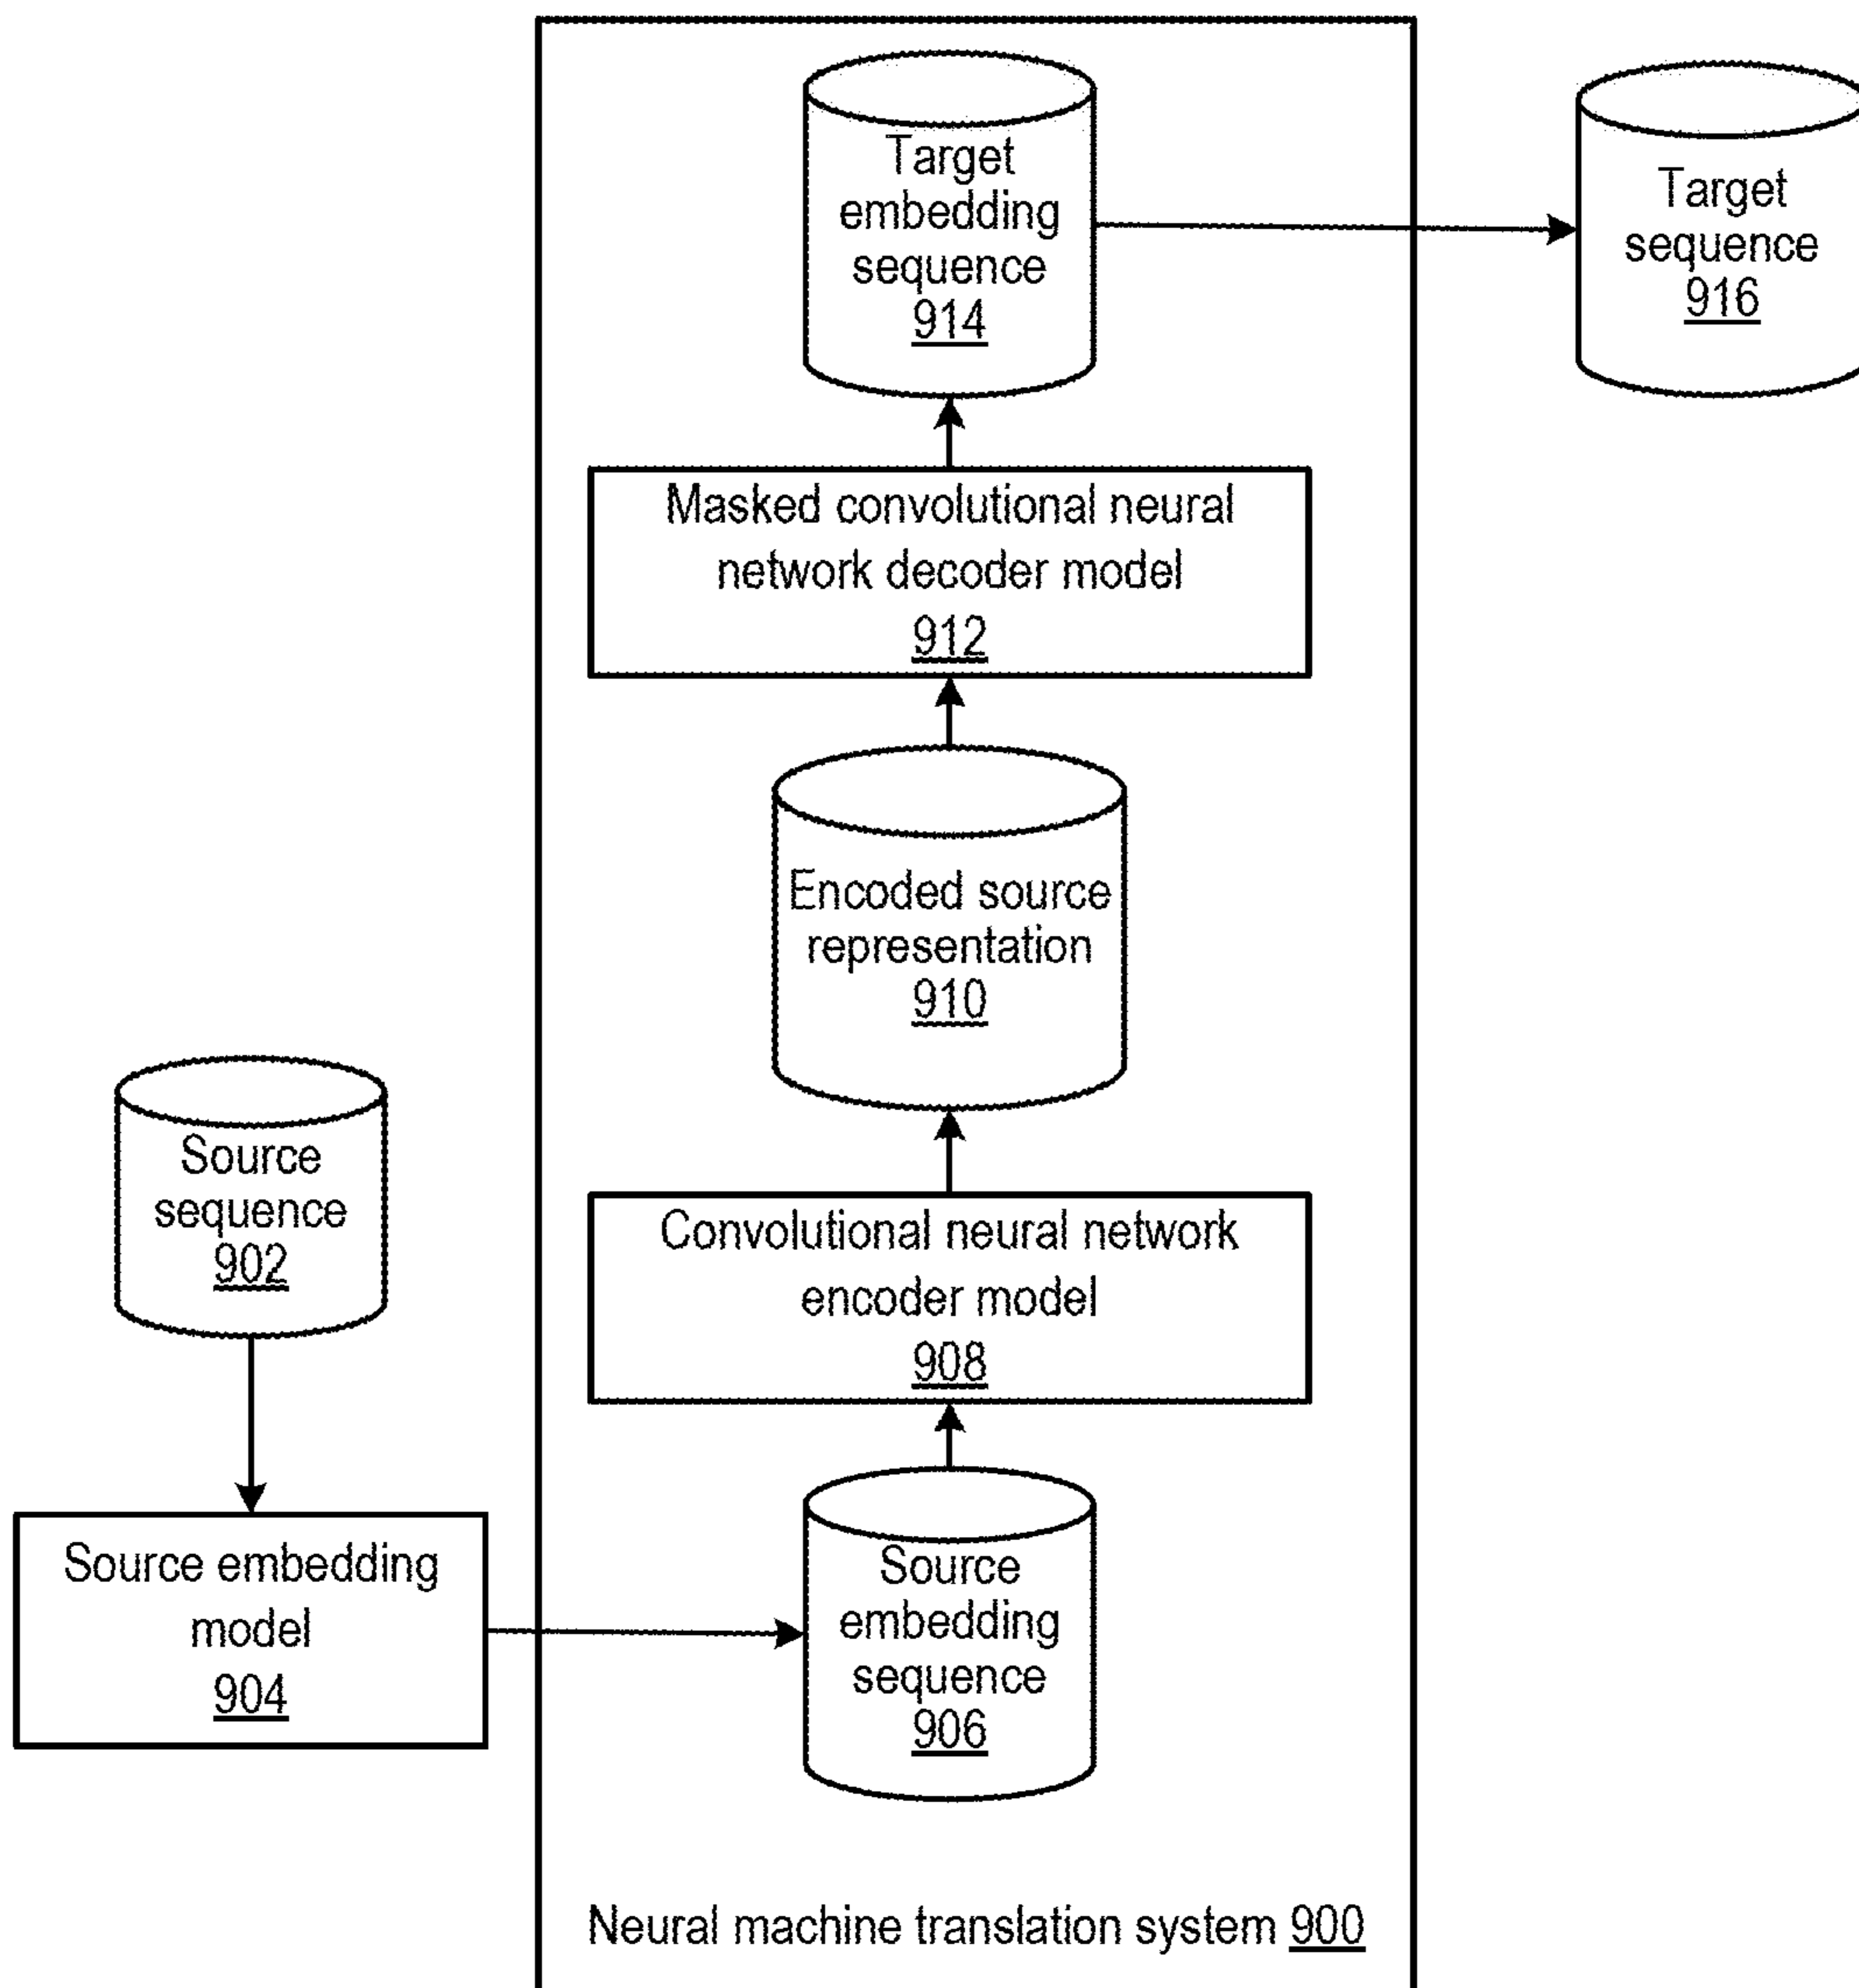 Target
embedding
sequence
914
Target
sequence
916
Masked convolutional neural
network decoder model
912
Encoded source
representation
910
Source
sequence
902
Convolutional neural network
encoder model
908
Source embedding
model
904
Source
embedding
sequence
906
Neural machine translation system 900